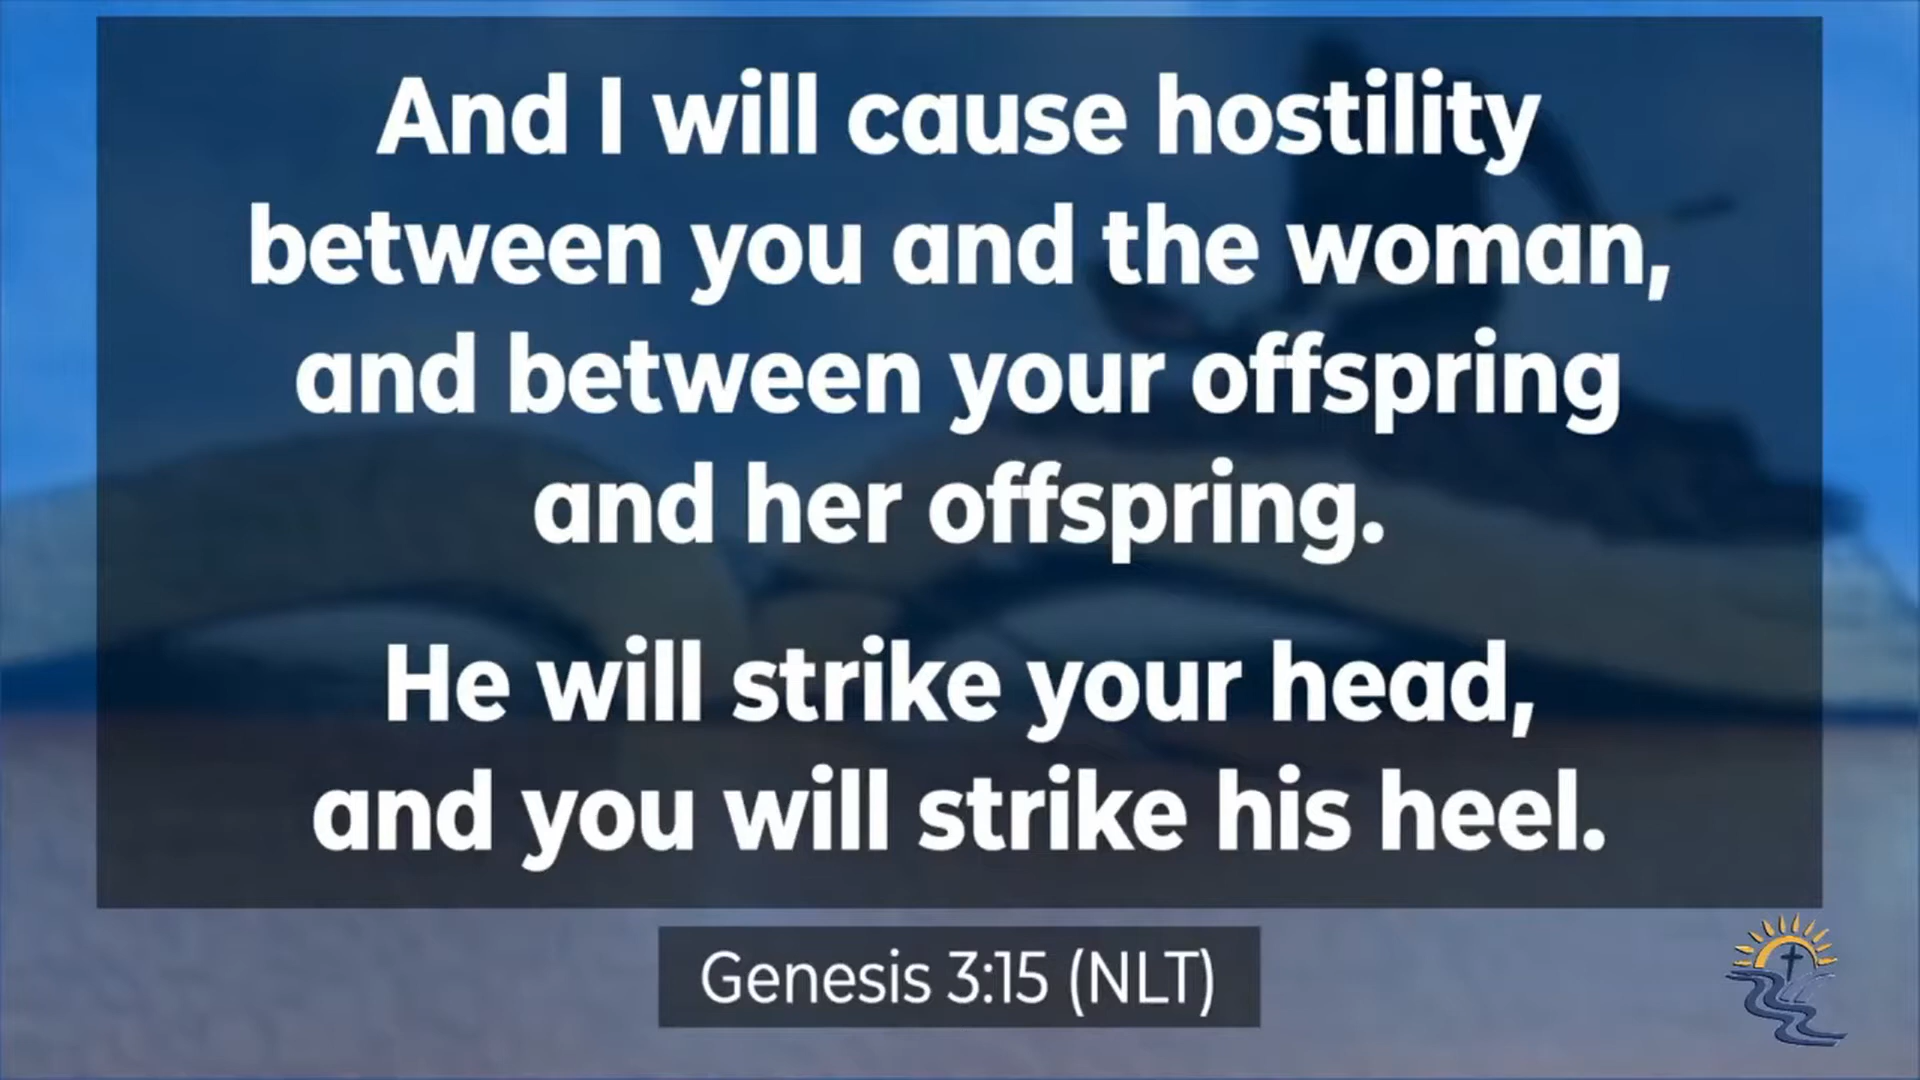 And I will cause hostility
between you and the woman,
and between your offspring
and her offspring.
He will strike your head,
and you will strike his heel.
Genesis 3:15 (NLT)